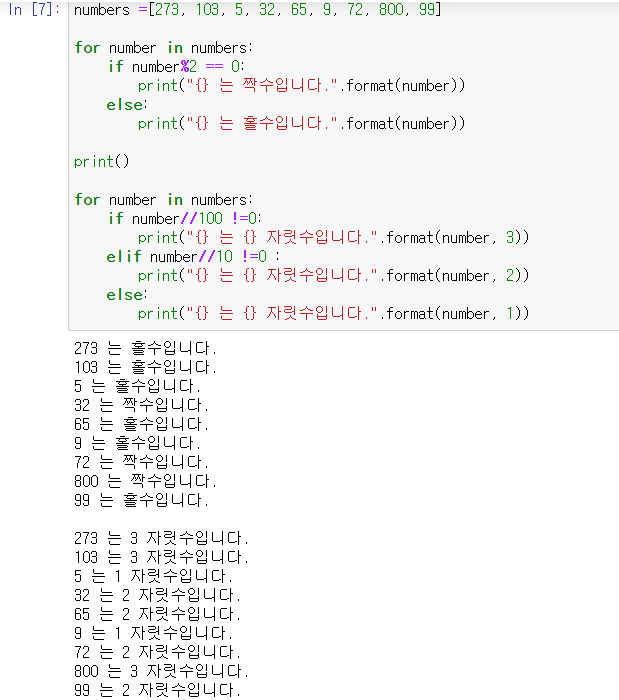 In [7]: numbers =[273, 103, 5, 32, 65, 9, 72, 800, 99]

for number in numbers:
    if number%2 == 0:
        print("{} 는 짝수입니다.".format(number))
    else:
        print("{} 는 홀수입니다.".format(number))

print()

for number in numbers:
    if number//100 !=0:
        print("{} 는 {} 자릿수입니다.".format(number, 3))
    elif number//10 !=0 :
        print("{} 는 {} 자릿수입니다.".format(number, 2))
    else:
        print("{} 는 {} 자릿수입니다.".format(number, 1))

273 는 홀수입니다.
103 는 홀수입니다.
5 는 홀수입니다.
32 는 짝수입니다.
65 는 홀수입니다.
9 는 홀수입니다.
72 는 짝수입니다.
800 는 짝수입니다.
99 는 홀수입니다.

273 는 3 자릿수입니다.
103 는 3 자릿수입니다.
5 는 1 자릿수입니다.
32 는 2 자릿수입니다.
65 는 2 자릿수입니다.
9 는 1 자릿수입니다.
72 는 2 자릿수입니다.
800 는 3 자릿수입니다.
99 는 2 자릿수입니다.